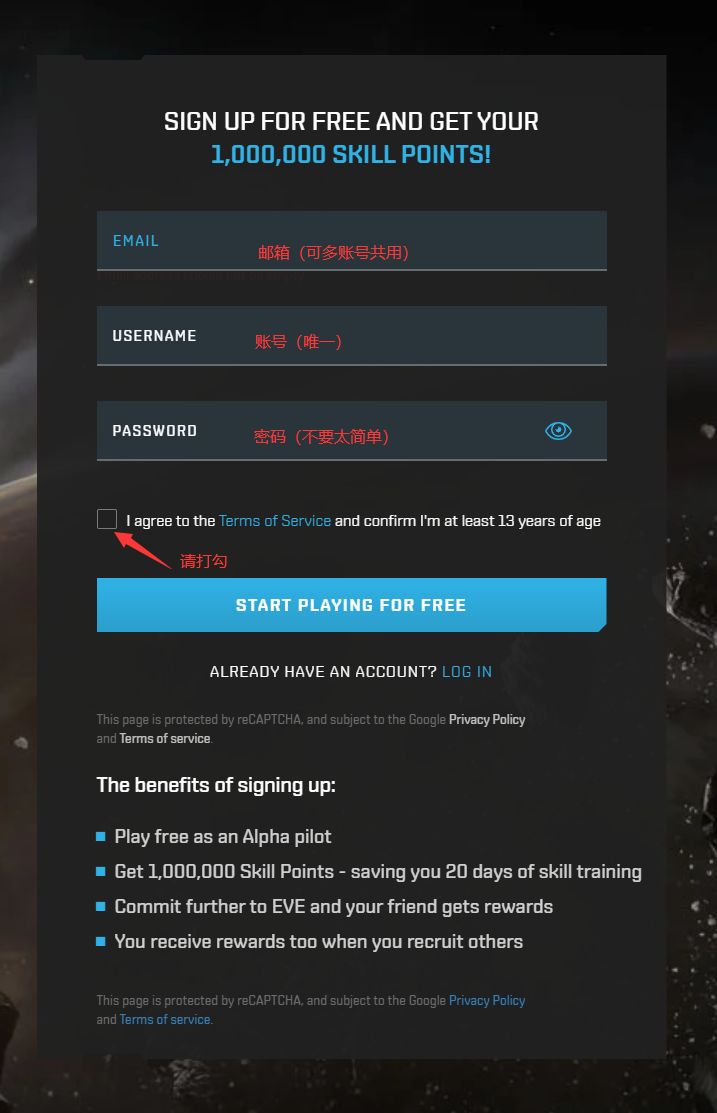 SIGN UP FOR FREE AND GET YOUR
1,000,000 SKILL POINTS!
EMAIL
邮箱（可多账号共用）
USERNAME
账号（唯一）
PASSWORD
密码（不要太简单）
I agree to the Terms of Service and confirm I'm at least 13 years of age
请打勾
START PLAYING FOR FREE
ALREADY HAVE AN ACCOUNT? LOG IN
This page is protected by reCAPTCHA, and subject to the Google Privacy Policy
and Terms of service.
The benefits of signing up:
Play free as an Alpha pilot
Get 1,000,000 Skill Points - saving you 20 days of skill training
Commit further to EVE and your friend gets rewards
You receive rewards too when you recruit others
This page is protected by reCAPTCHA, and subject to the Google Privacy Policy
and Terms of service.